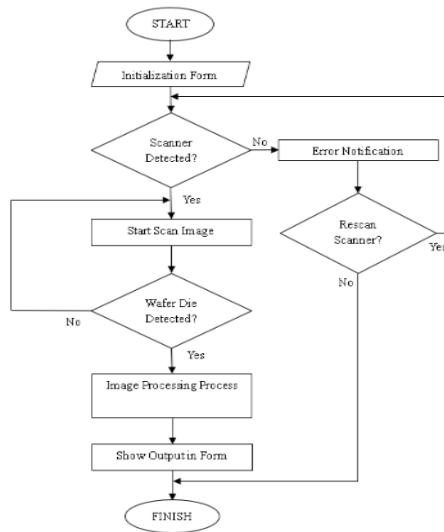 START
Initialization Form
Scanner
Detected?
No
Error Notification
Yes
Start Scan Image
Rescan
Scanner?
Yes
No
Wafer Die
Detected?
No
Yes
Image Processing Process
Show Output in Form
FINISH